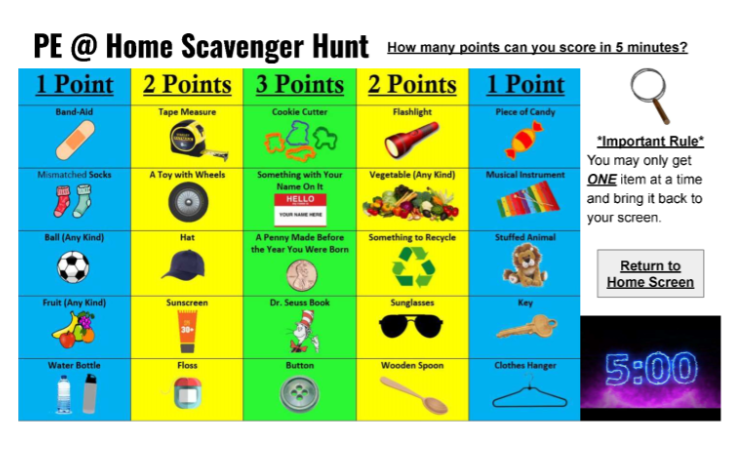 PE @ Home Scavenger Hunt
How many points can you score in 5 minutes?
1 Point
2 Points
3 Points
2 Points
1 Point
Band-Aid
Tape Measure
Cookie Cutter
Flashlight
Piece of Candy
Mismatched Socks
A Toy with Wheels
Something with Your
Name On It
HELLO
YOUR NAME HERE
Vegetable (Any Kind)
Musical Instrument
Ball (Any Kind)
Hat
A Penny Made Before
the Year You Were Born
Something to Recycle
Stuffed Animal
Fruit (Any Kind)
Sunscreen
30+
Dr. Seuss Book
Sunglasses
Key
Water Bottle
Floss
Button
Wooden Spoon
Clothes Hanger
*Important Rule*
You may only get
ONE item at a time
and bring it back to
your screen.
Return to
Home Screen
5:00